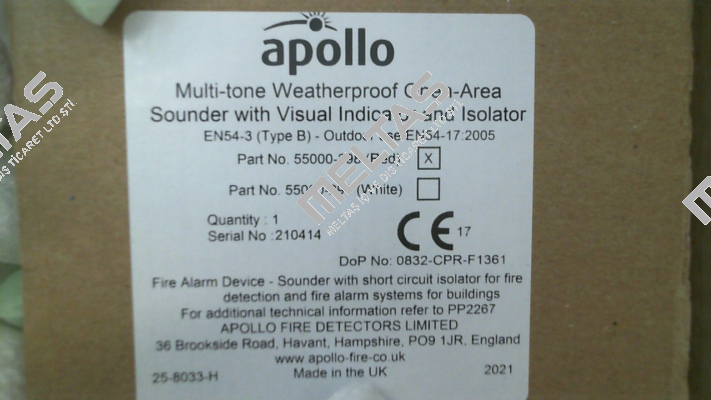 apollo
Multi-tone Weatherproof Open-Area
Sounder with Visual Indicator and Isolator
EN54-3 (Type B) - Outdoor Use EN54-17:2005
Part No. (Red) X
Part No. (White)
Quantity : 1
Serial No : 210414
CE 17
DoP No: 0832-CPR-F1361
Fire Alarm Device - Sounder with short circuit isolator for fire
detection and fire alarm systems for buildings
For additional technical information refer to PP2267
APOLLO FIRE DETECTORS LIMITED
36 Brookside Road, Havant, Hampshire, PO9 1JR, England
www.apollo-fire-co.uk
25-8033-H Made in the UK 2021
MELTAS
MELTAS
MELTAS